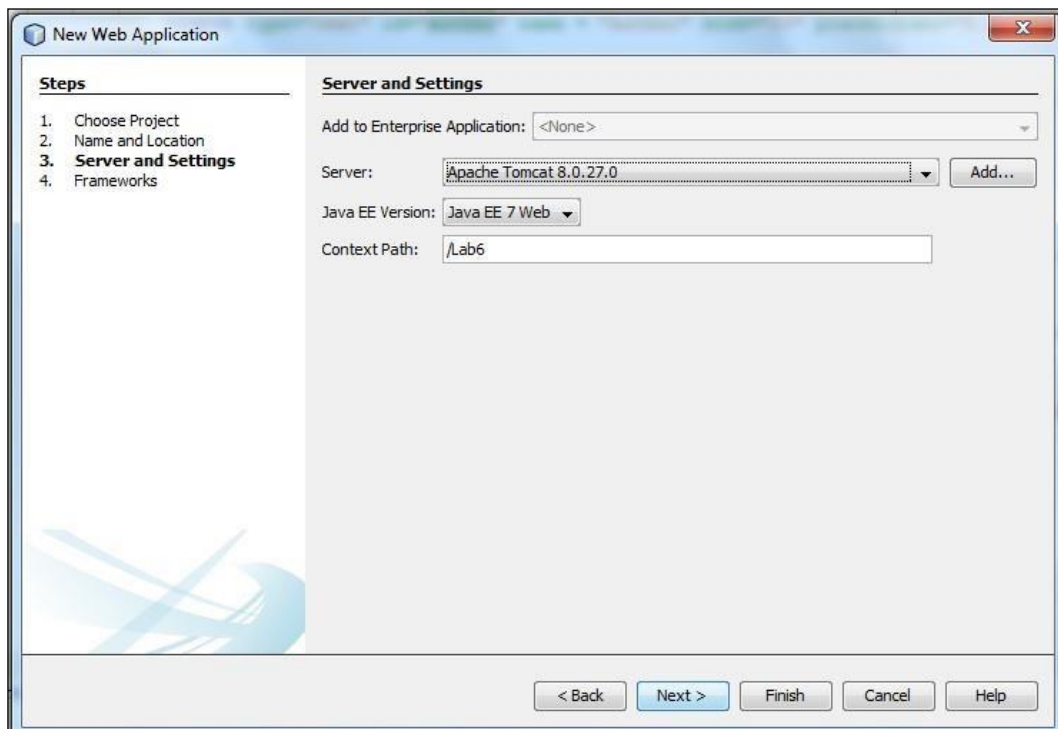 New Web Application
X
Steps
1. Choose Project
2. Name and Location
3. Server and Settings
4. Frameworks
Server and Settings
Add to Enterprise Application: <None>
Server: Apache Tomcat 8.0.27.0 Add...
Java EE Version: Java EE 7 Web
Context Path: /Lab6
< Back Next > Finish Cancel Help